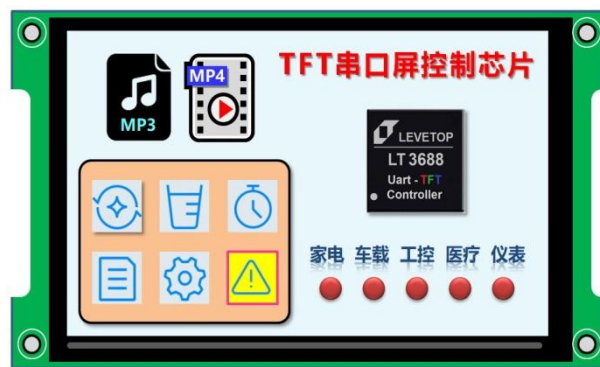 TFT串口屏控制芯片
MP3
MP4
LEVETOP
LT 3688
Uart - TFT
Controller
家电 车载 工控 医疗 仪表